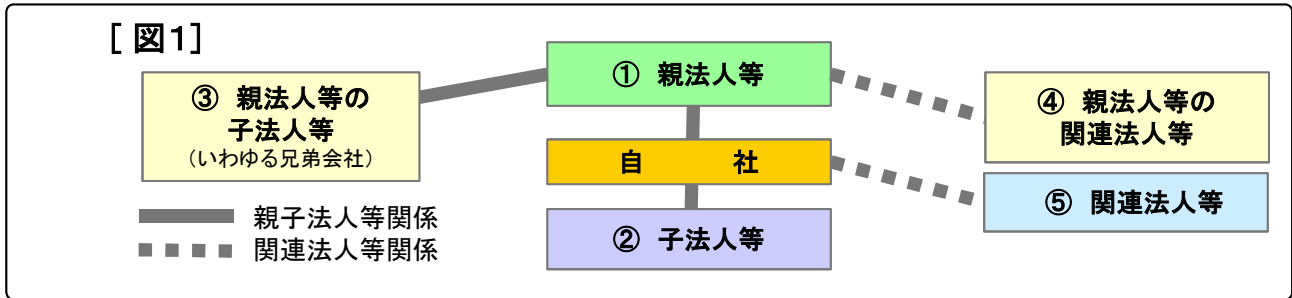 [図1]
① 親法人等
③ 親法人等の
子法人等
(いわゆる兄弟会社)
④ 親法人等の
関連法人等
自 社
⑤ 関連法人等
② 子法人等
親子法人等関係
関連法人等関係